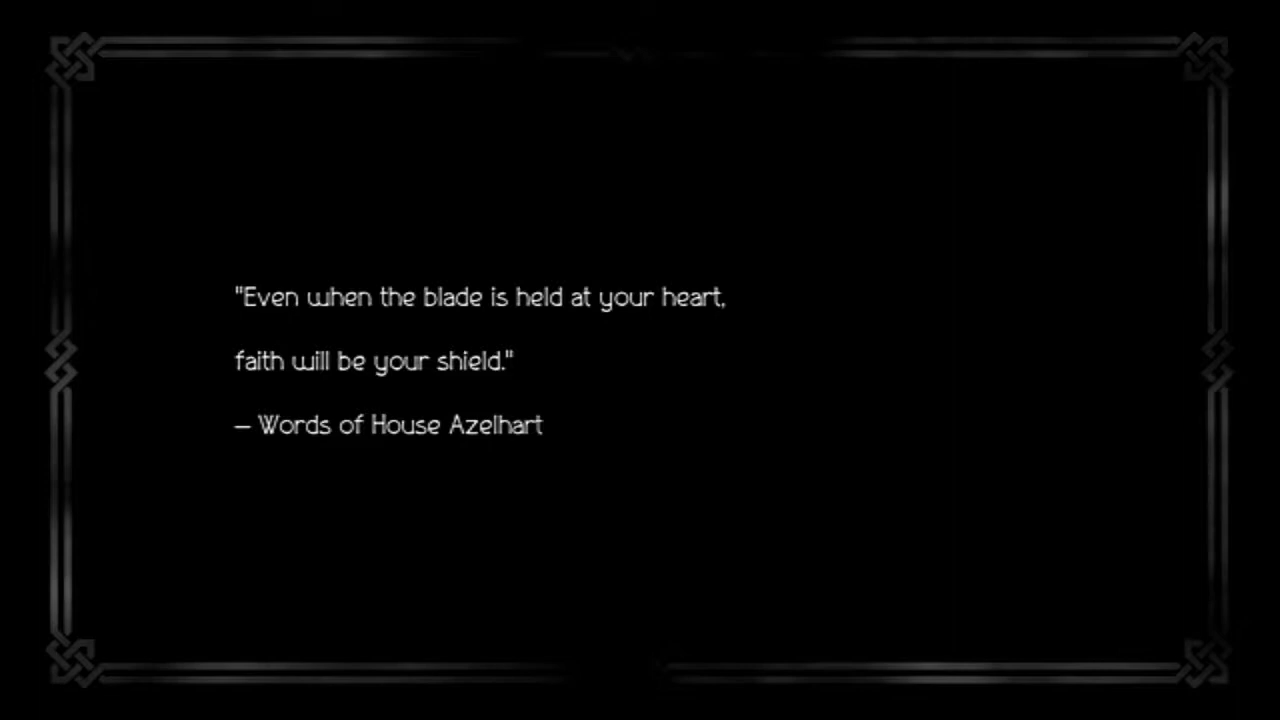 "Even when the blade is held at your heart,
faith will be your shield."
— Words of House Azelhart